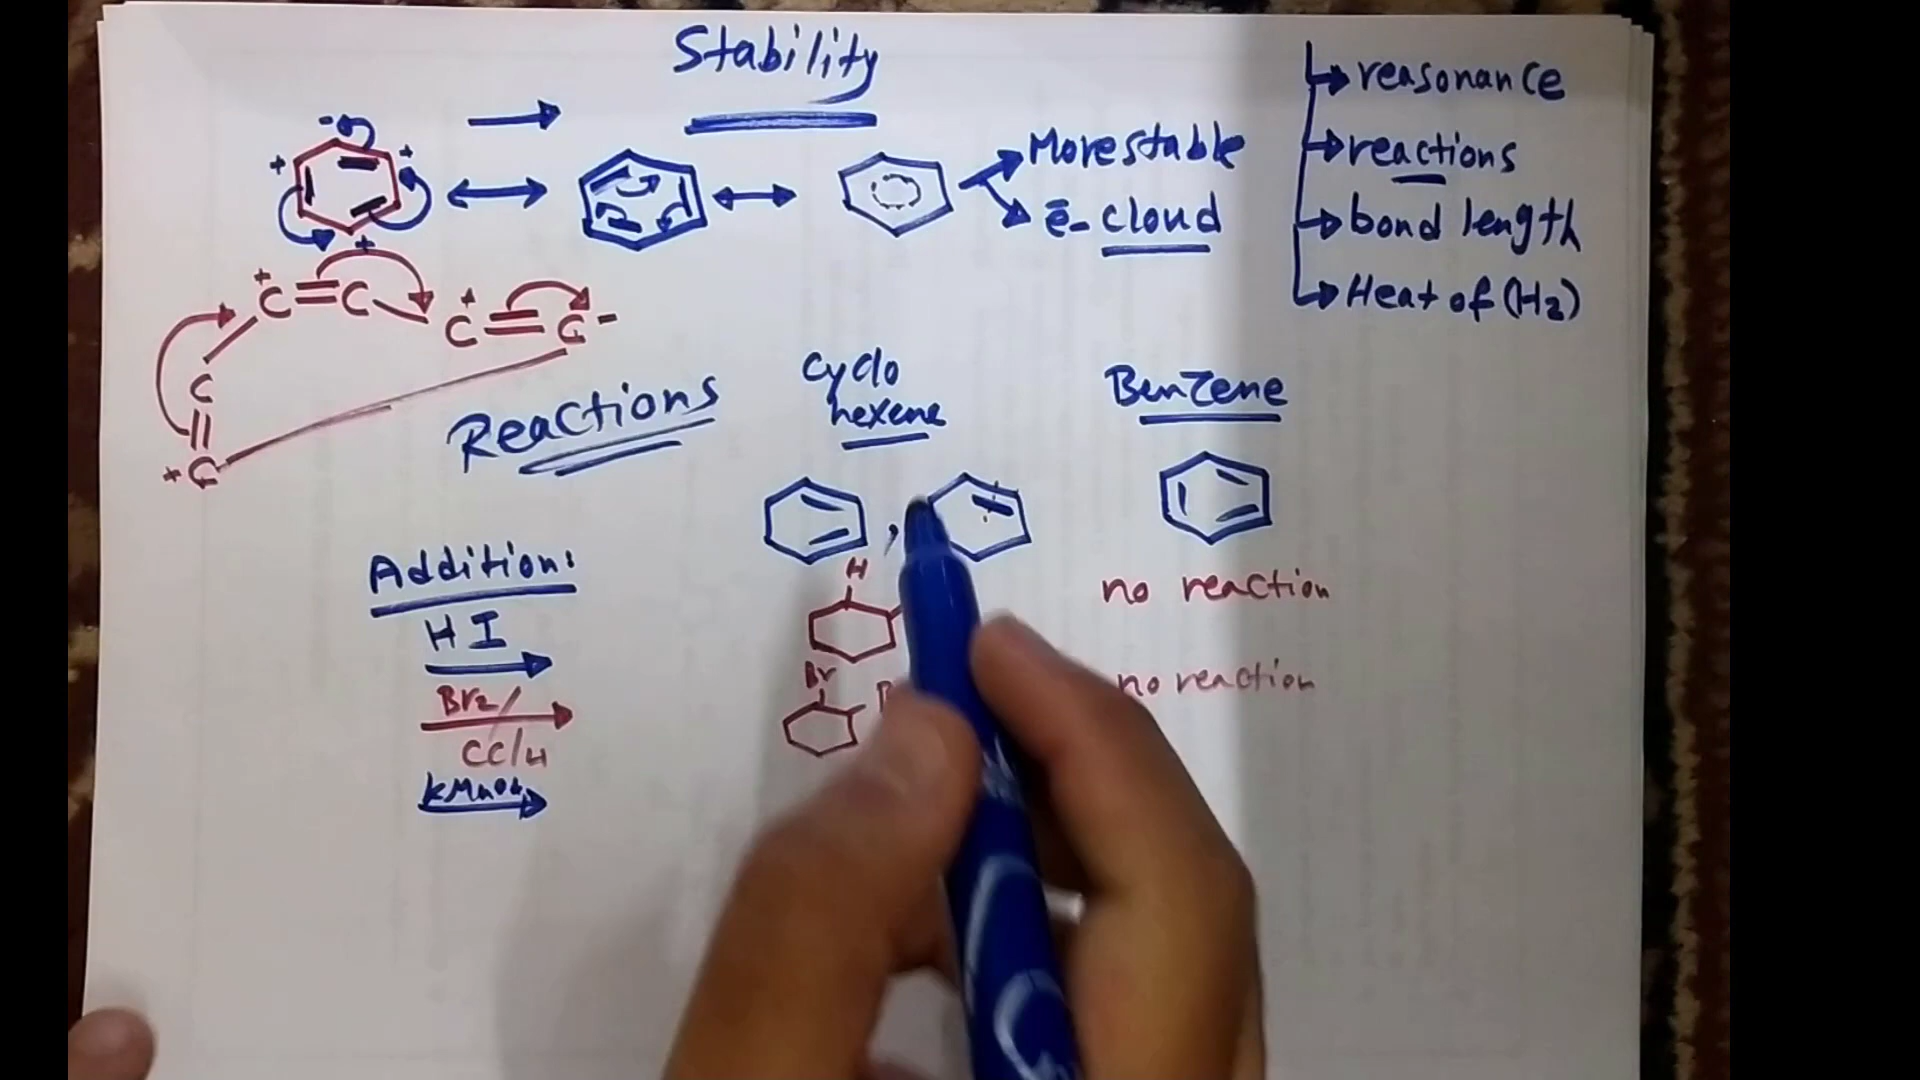 Stability
reasonance
reactions
bond length
Heat of (H2)
More stable
ē- cloud
C=C
C=C
C
C
Reactions
Cyclo
hexene
Benzene
Addition:
HI
H
no reaction
Br2/
CCl4
Br
no reaction
KMnO4